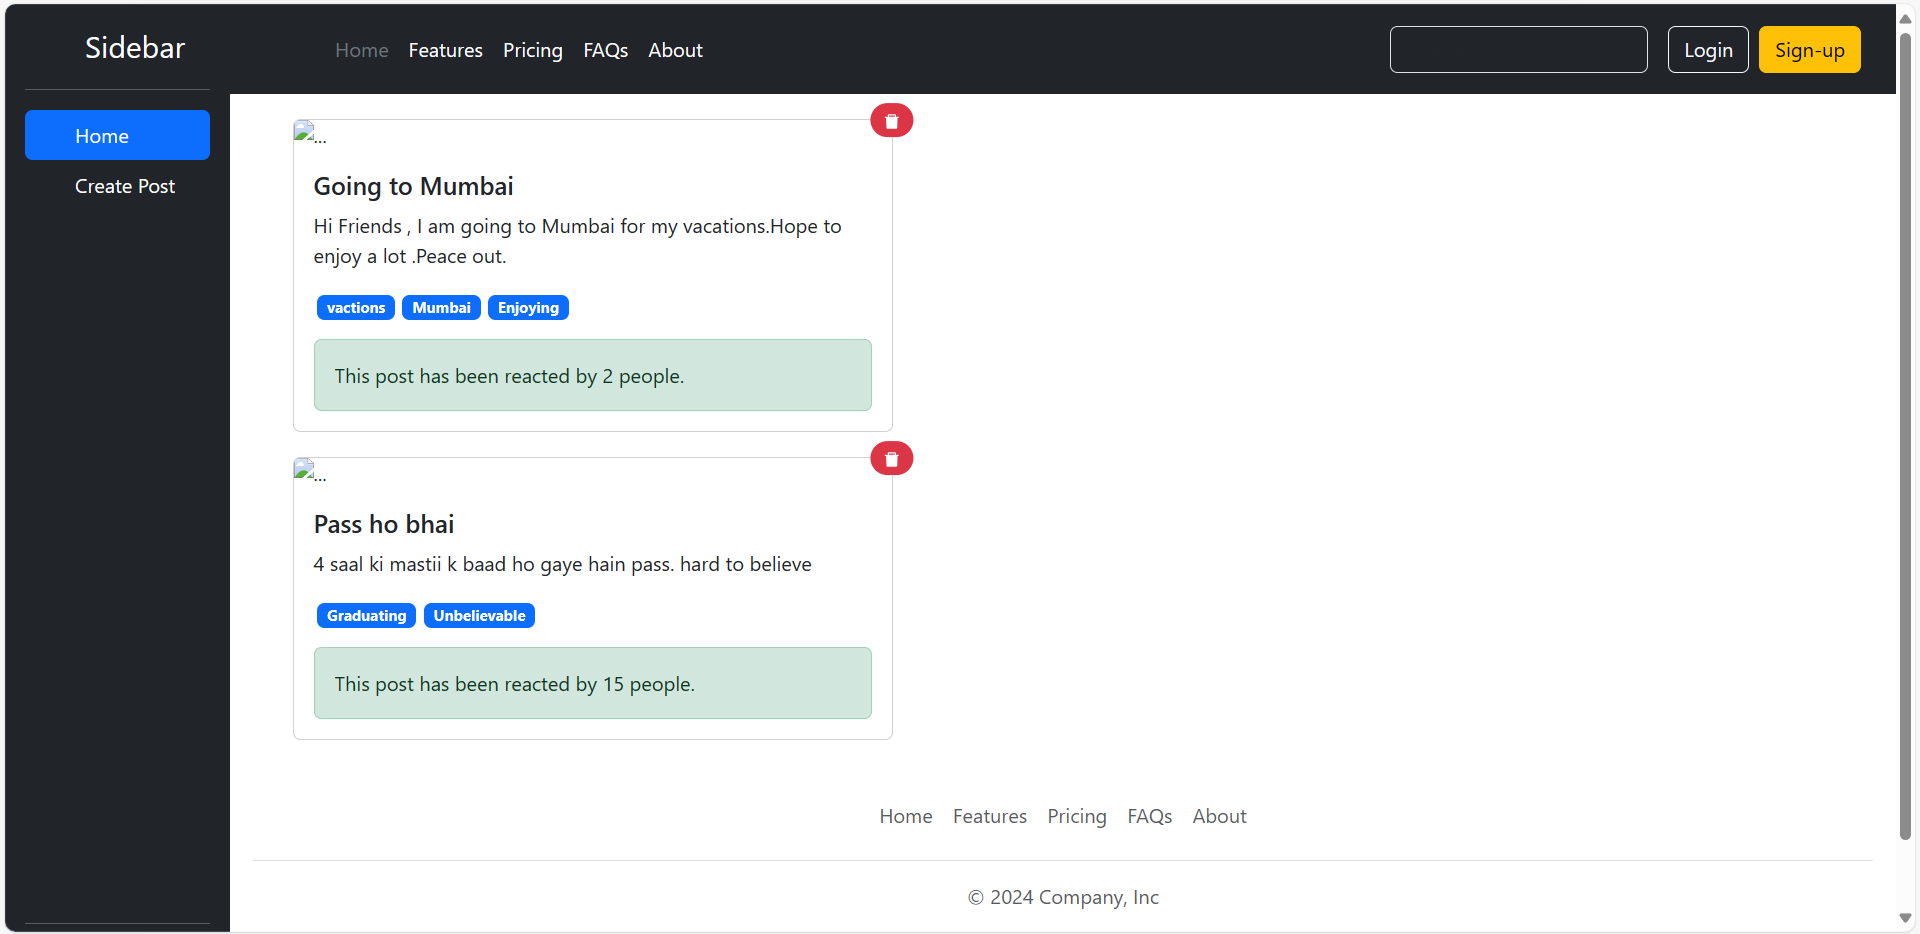 Sidebar
Home Features Pricing FAQs About
Login Sign-up
Home
Create Post
...
Going to Mumbai
Hi Friends , I am going to Mumbai for my vacations.Hope to
enjoy a lot .Peace out.
vactions Mumbai Enjoying
This post has been reacted by 2 people.
...
Pass ho bhai
4 saal ki mastii k baad ho gaye hain pass. hard to believe
Graduating Unbelievable
This post has been reacted by 15 people.
Home Features Pricing FAQs About
© 2024 Company, Inc